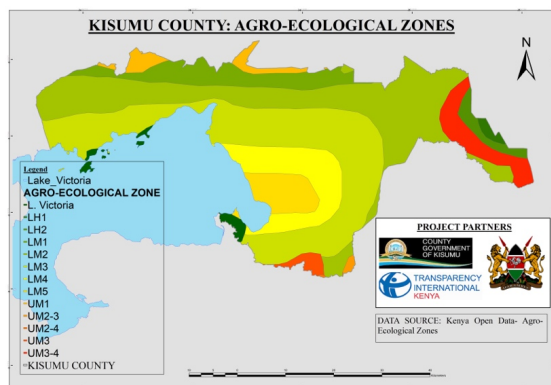 KISUMU COUNTY: AGRO-ECOLOGICAL ZONES
N
Legend
Lake_Victoria
AGRO-ECOLOGICAL ZONE
L. Victoria
LH1
LH2
LM1
LM2
LM3
LM4
LM5
UM1
UM2-3
UM2-4
UM3
UM3-4
KISUMU COUNTY
PROJECT PARTNERS
COUNTY
GOVERNMENT
OF KISUMU
TRANSPARENCY
INTERNATIONAL
KENYA
DATA SOURCE: Kenya Open Data- Agro-
Ecological Zones